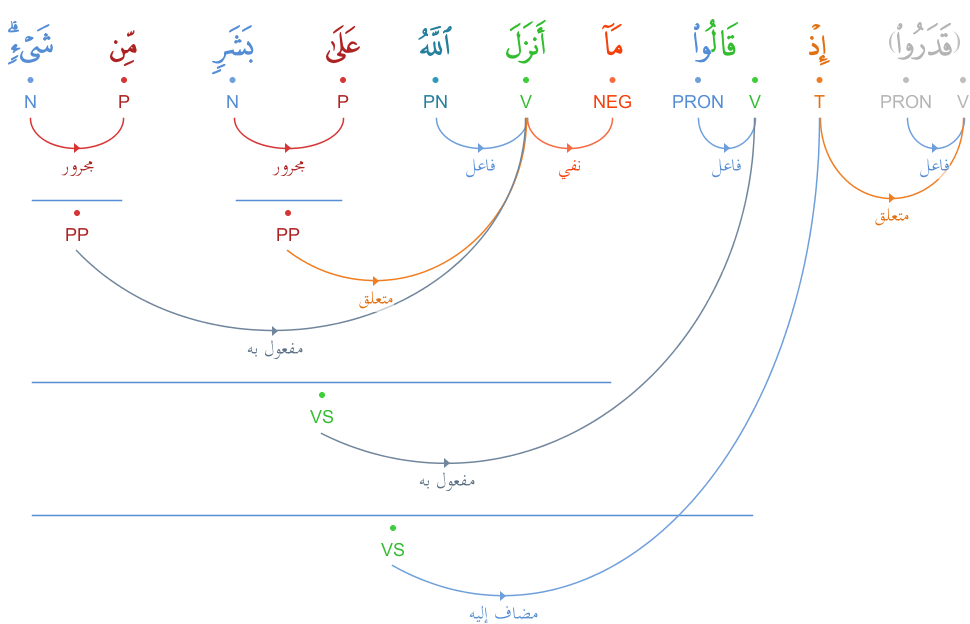 (قَدَرُوا۟) إِذْ قَالُوا۟ مَآ أَنزَلَ ٱللَّهُ عَلَىٰ بَشَرٍ مِّن شَىْءٍ ۗ
V PRON T V PRON NEG V PN P N P N
فاعل فاعل نفي فاعل مجرور مجرور
متعلق
PP PP
متعلق
مفعول به
VS
مفعول به
VS
مضاف إليه